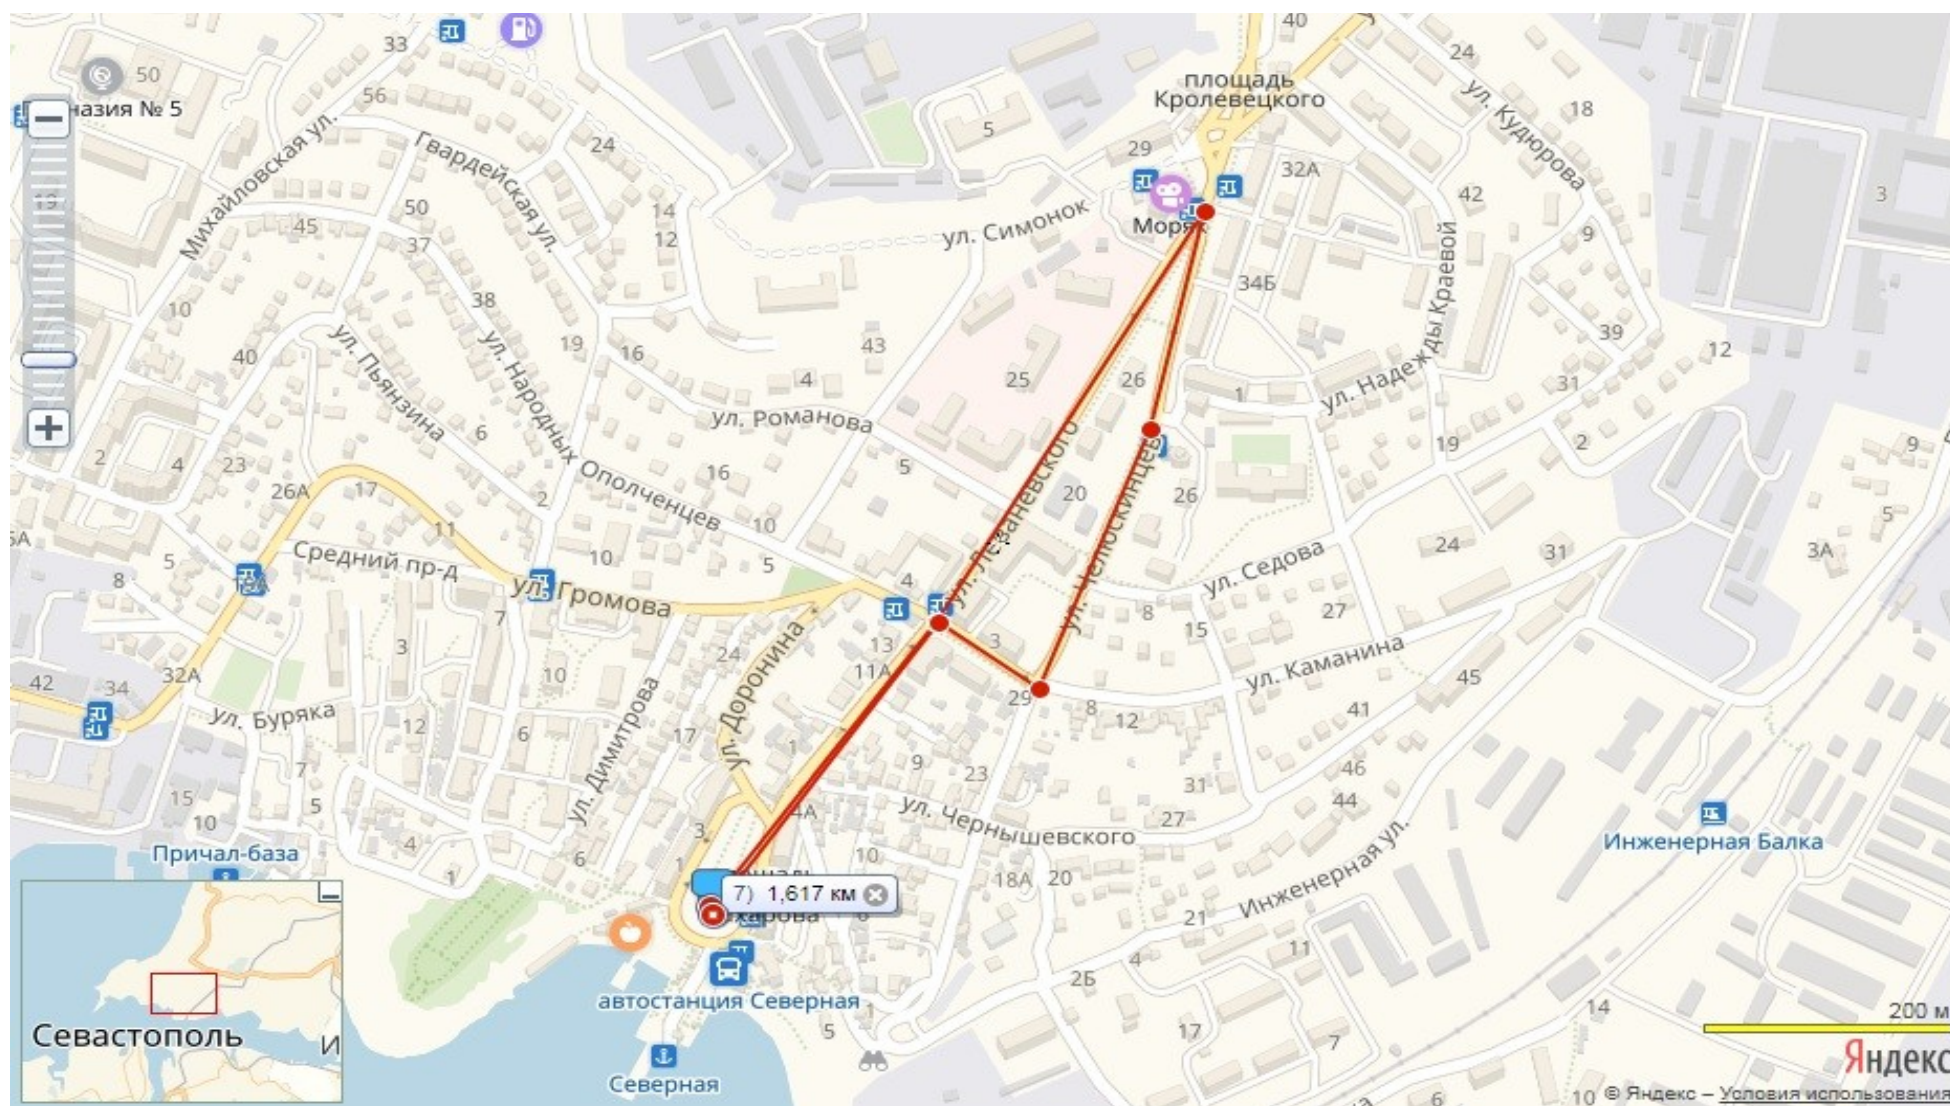 40
33
24
площадь
Кролевецкого
50
56
18
№ 5
ул. Кудюрова
5
Михайловская ул.
Гвардейская ул.
24
29
32А
42
3
19
50
14
45
37
12
ул. Симонок
Моряк
9
10
38
34Б
ул. Надежды Краевой
39
ул. Пьянзина
ул. Народных Ополченцев
19
16
43
40
12
4
25
26
1
31
ул. Романова
6
2
4
23
5
16
19
2
9
26А
17
2
20
26
ул. Леваневского
ул. Челюскинцев
11
10
5
Средний пр-д
10
5
24
31
3А
5
8
19А
ул. Громова
4
ул. Седова
7
8
27
15
3
13
3
24
11А
ул. Каманина
32А
42
34
10
29
8
12
45
ул. Буряка
12
41
6
ул. Димитрова
17
ул. Доронина
1
9
23
7
31
46
15
5
44
10
3
4А
ул. Чернышевского
27
Инженерная Балка
4
Причал-база
6
1
10
1
18А
20
Инженерная ул.
7) 1,617 км
6
21
11
4
2Б
автостанция Северная
1
5
14
200 м
17
7
Севастополь
И
Яндекс
Северная
6
10
© Яндекс – Условия использования